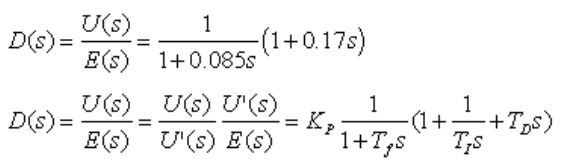 D(s) = U(s)/E(s) = 1/(1+0.085s) (1+0.17s)
D(s) = U(s)/E(s) = U(s)/U'(s) U'(s)/E(s) = K_P 1/(1+T_f s) (1 + 1/(T_I s) + T_D s)